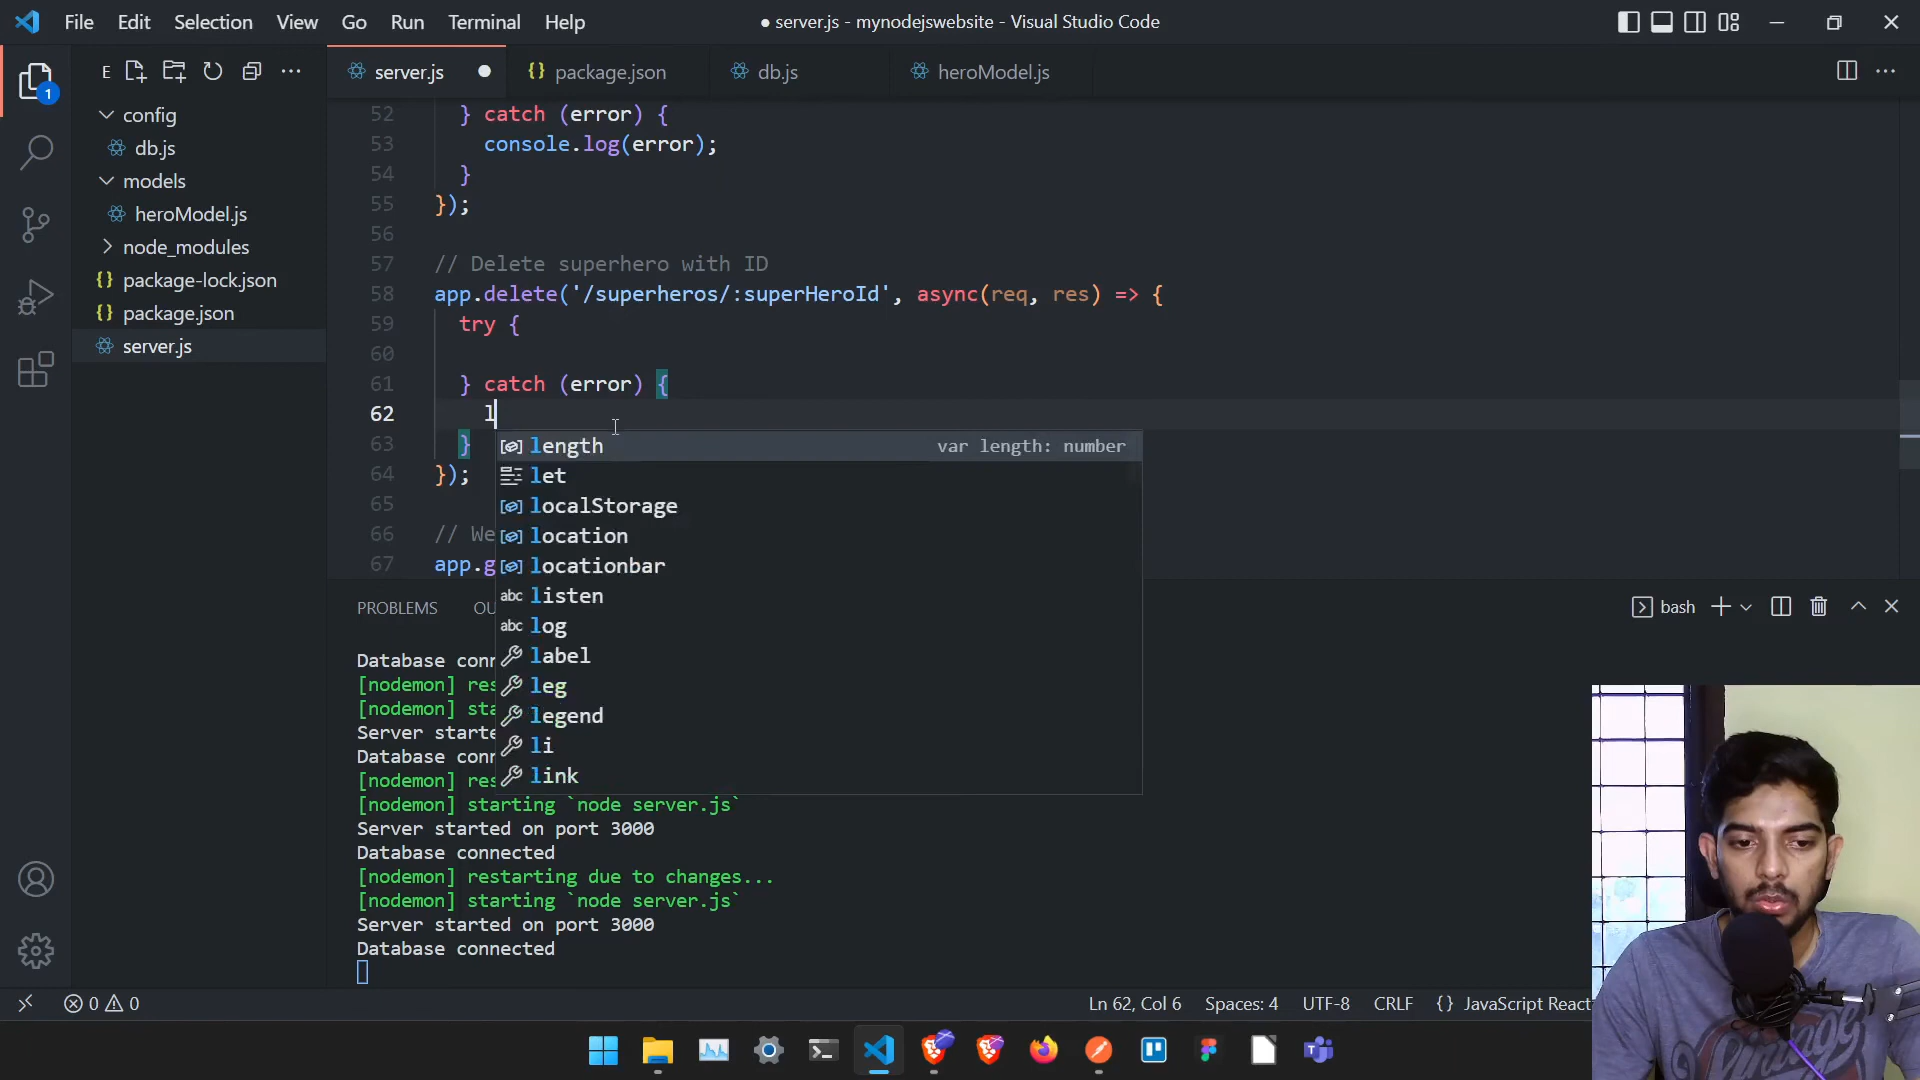 File Edit Selection View Go Run Terminal Help
● server.js - mynodejswebsite - Visual Studio Code
E
1
config
db.js
models
heroModel.js
node_modules
package-lock.json
package.json
server.js
server.js
package.json
db.js
heroModel.js
52 } catch (error) {
53 console.log(error);
54 }
55 });
56
57 // Delete superhero with ID
58 app.delete('/superheros/:superHeroId', async(req, res) => {
59 try {
60
61 } catch (error) {
62 l
63 }
64 });
65
66 // We
67 app.g
length var length: number
let
localStorage
location
locationbar
abc listen
abc log
label
leg
legend
li
link
PROBLEMS OU
bash
Database conn
[nodemon] res
[nodemon] sta
Server starte
Database conn
[nodemon] res
[nodemon] starting `node server.js`
Server started on port 3000
Database connected
[nodemon] restarting due to changes...
[nodemon] starting `node server.js`
Server started on port 3000
Database connected
0 0
Ln 62, Col 6 Spaces: 4 UTF-8 CRLF {} JavaScript React